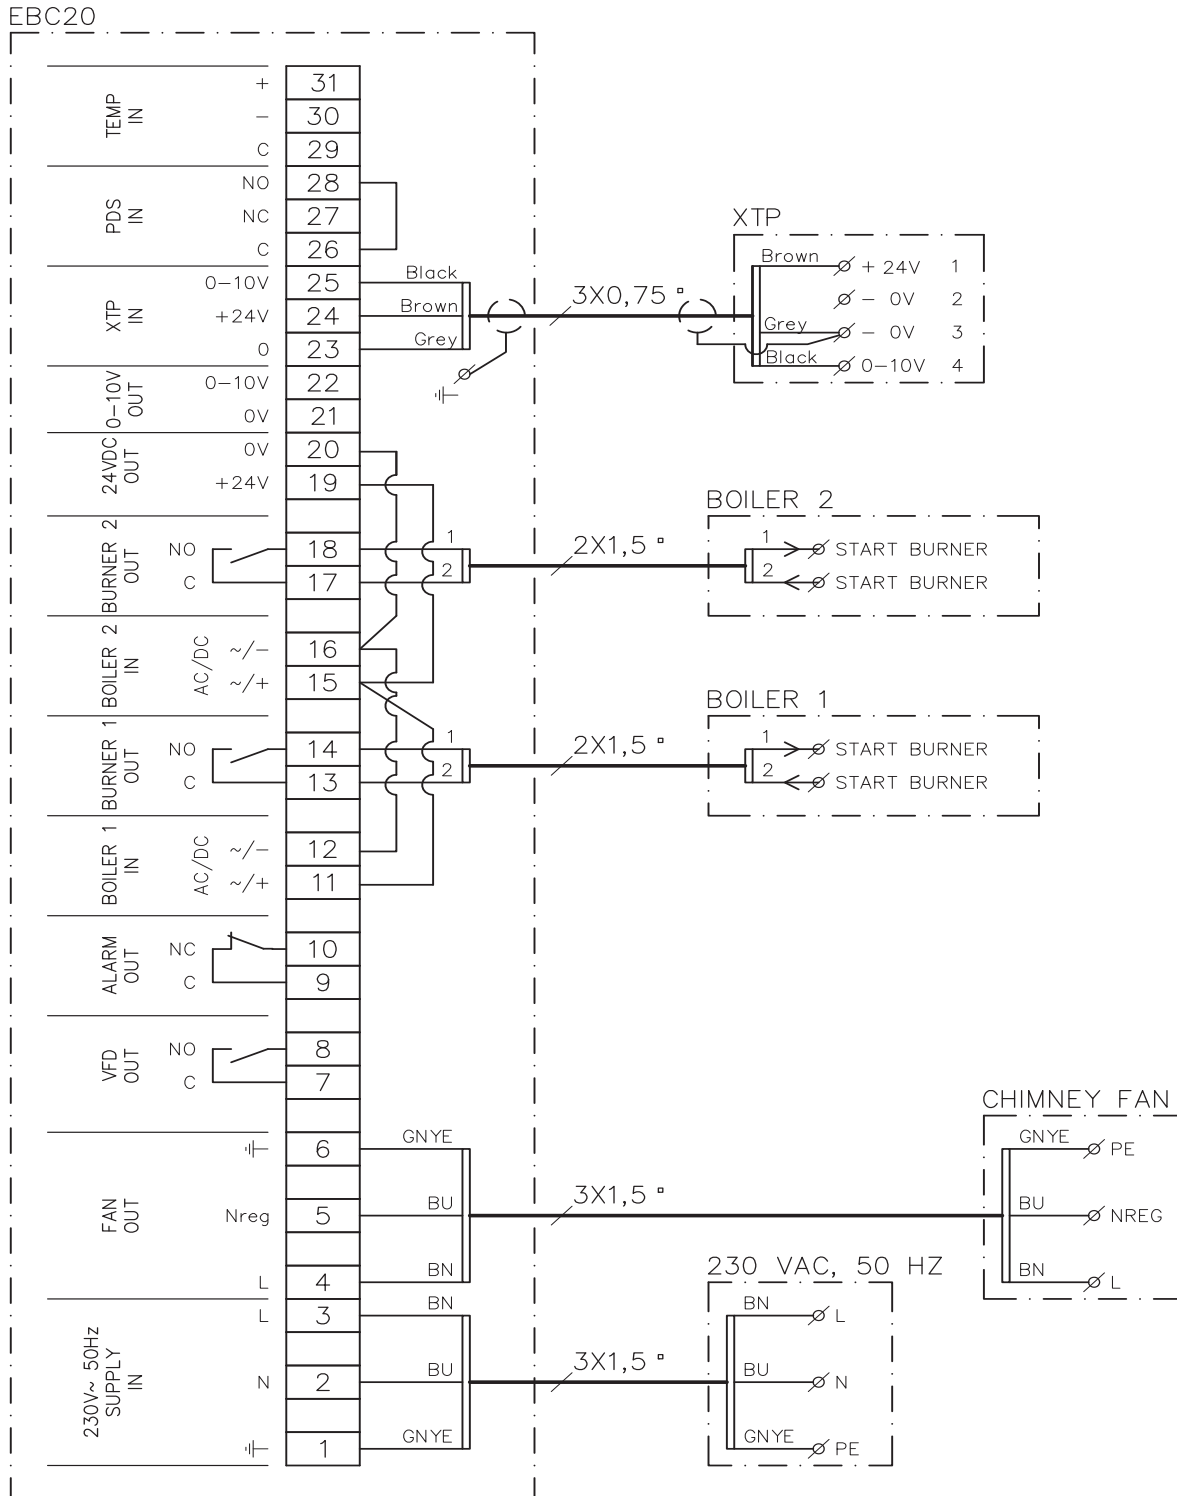 EBC20
TEMP
IN
+ 31
− 30
C 29
PDS
IN
NO 28
NC 27
C 26
XTP
IN
0−10V 25 Black
+24V 24 Brown
0 23 Grey
3X0,75 ▫
XTP
Brown + 24V 1
− 0V 2
Grey − 0V 3
Black 0−10V 4
0−10V
OUT
0−10V 22
0V 21
24VDC
OUT
0V 20
+24V 19
BURNER 2
OUT
NO 18 1
C 17 2
2X1,5 ▫
BOILER 2
1 START BURNER
2 START BURNER
BOILER 2
IN
AC/DC
~/− 16
~/+ 15
BURNER 1
OUT
NO 14 1
C 13 2
2X1,5 ▫
BOILER 1
1 START BURNER
2 START BURNER
BOILER 1
IN
AC/DC
~/− 12
~/+ 11
ALARM
OUT
NC 10
C 9
VFD
OUT
NO 8
C 7
FAN
OUT
6 GNYE
Nreg 5 BU
L 4 BN
3X1,5 ▫
CHIMNEY FAN
GNYE PE
BU NREG
BN L
230V~ 50Hz
SUPPLY
IN
L 3 BN
N 2 BU
1 GNYE
3X1,5 ▫
230 VAC, 50 HZ
BN L
BU N
GNYE PE